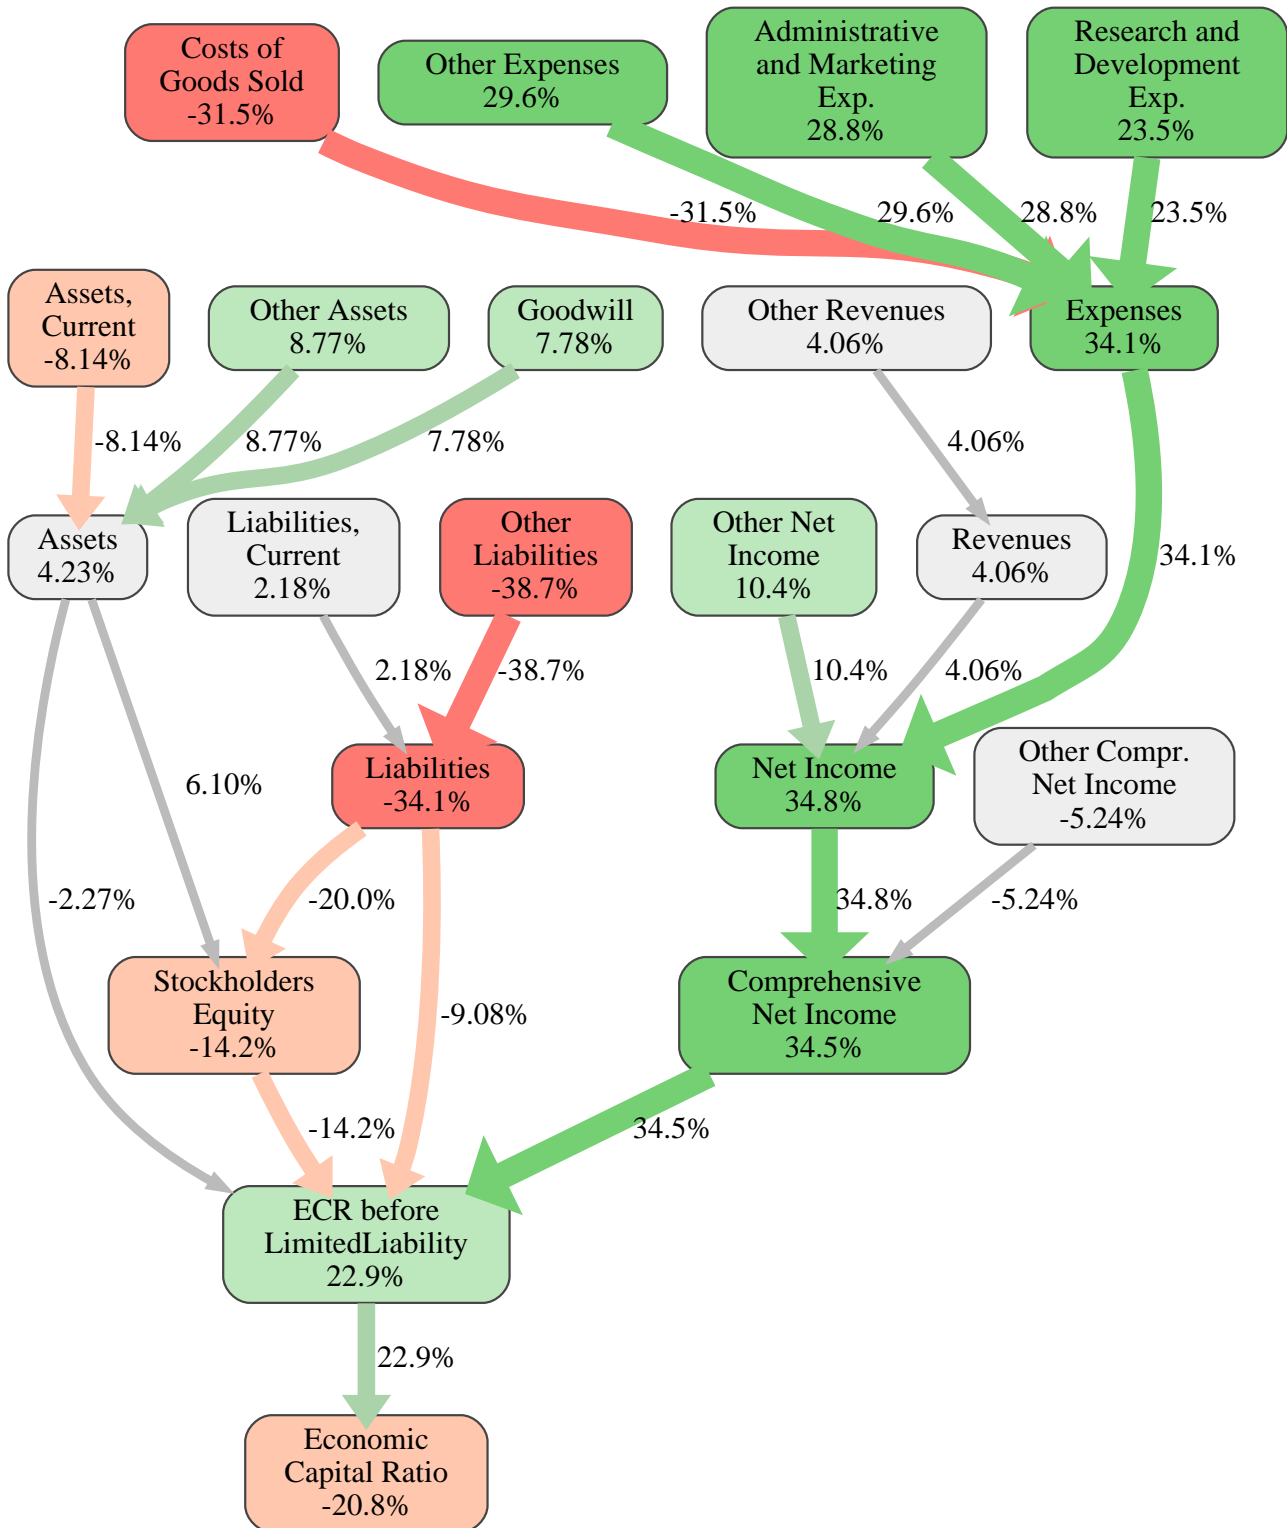 Costs of
Goods Sold
-31.5%
Other Expenses
29.6%
Administrative
and Marketing
Exp.
28.8%
Research and
Development
Exp.
23.5%
-31.5%
29.6%
28.8%
23.5%
Assets,
Current
-8.14%
Other Assets
8.77%
Goodwill
7.78%
Other Revenues
4.06%
Expenses
34.1%
-8.14%
8.77%
7.78%
4.06%
34.1%
Assets
4.23%
Liabilities,
Current
2.18%
Other
Liabilities
-38.7%
Other Net
Income
10.4%
Revenues
4.06%
2.18%
-38.7%
10.4%
4.06%
Liabilities
-34.1%
Net Income
34.8%
Other Compr.
Net Income
-5.24%
6.10%
-2.27%
-20.0%
-9.08%
34.8%
-5.24%
Stockholders
Equity
-14.2%
Comprehensive
Net Income
34.5%
-14.2%
34.5%
ECR before
LimitedLiability
22.9%
22.9%
Economic
Capital Ratio
-20.8%